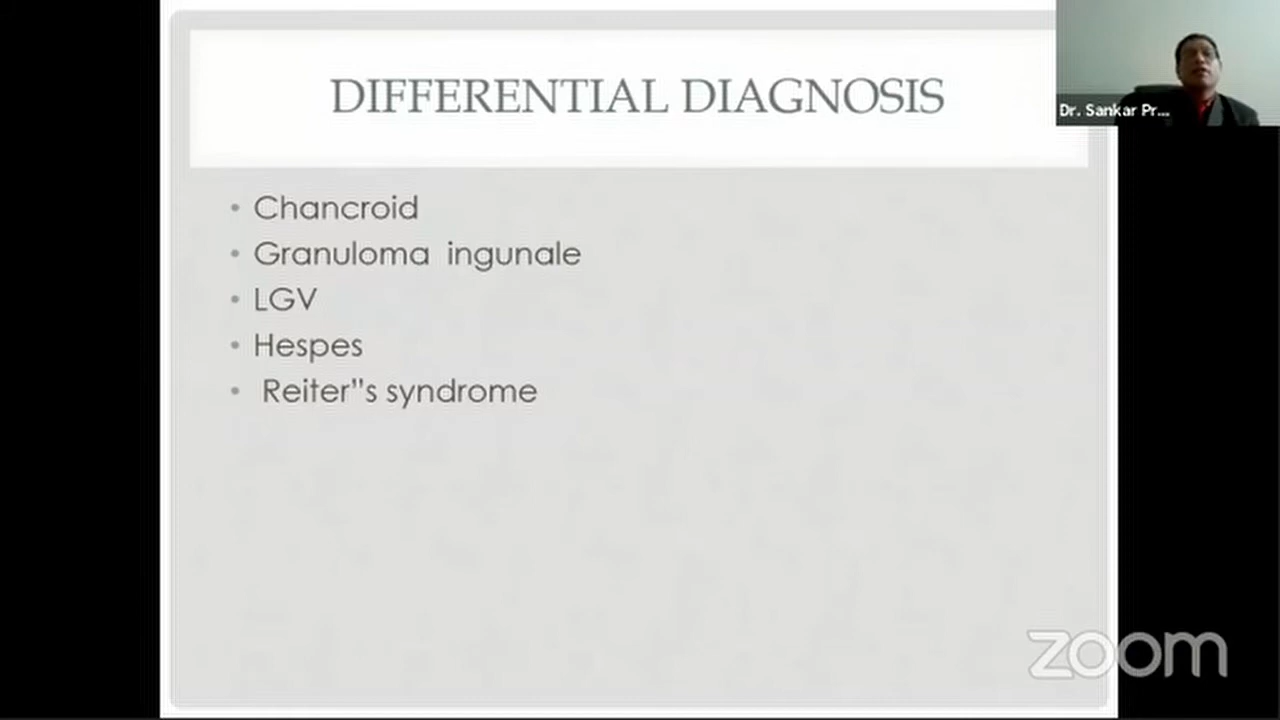 DIFFERENTIAL DIAGNOSIS
Dr. Sankar Pr...
• Chancroid
• Granuloma ingunale
• LGV
• Hespes
• Reiter"s syndrome
zoom